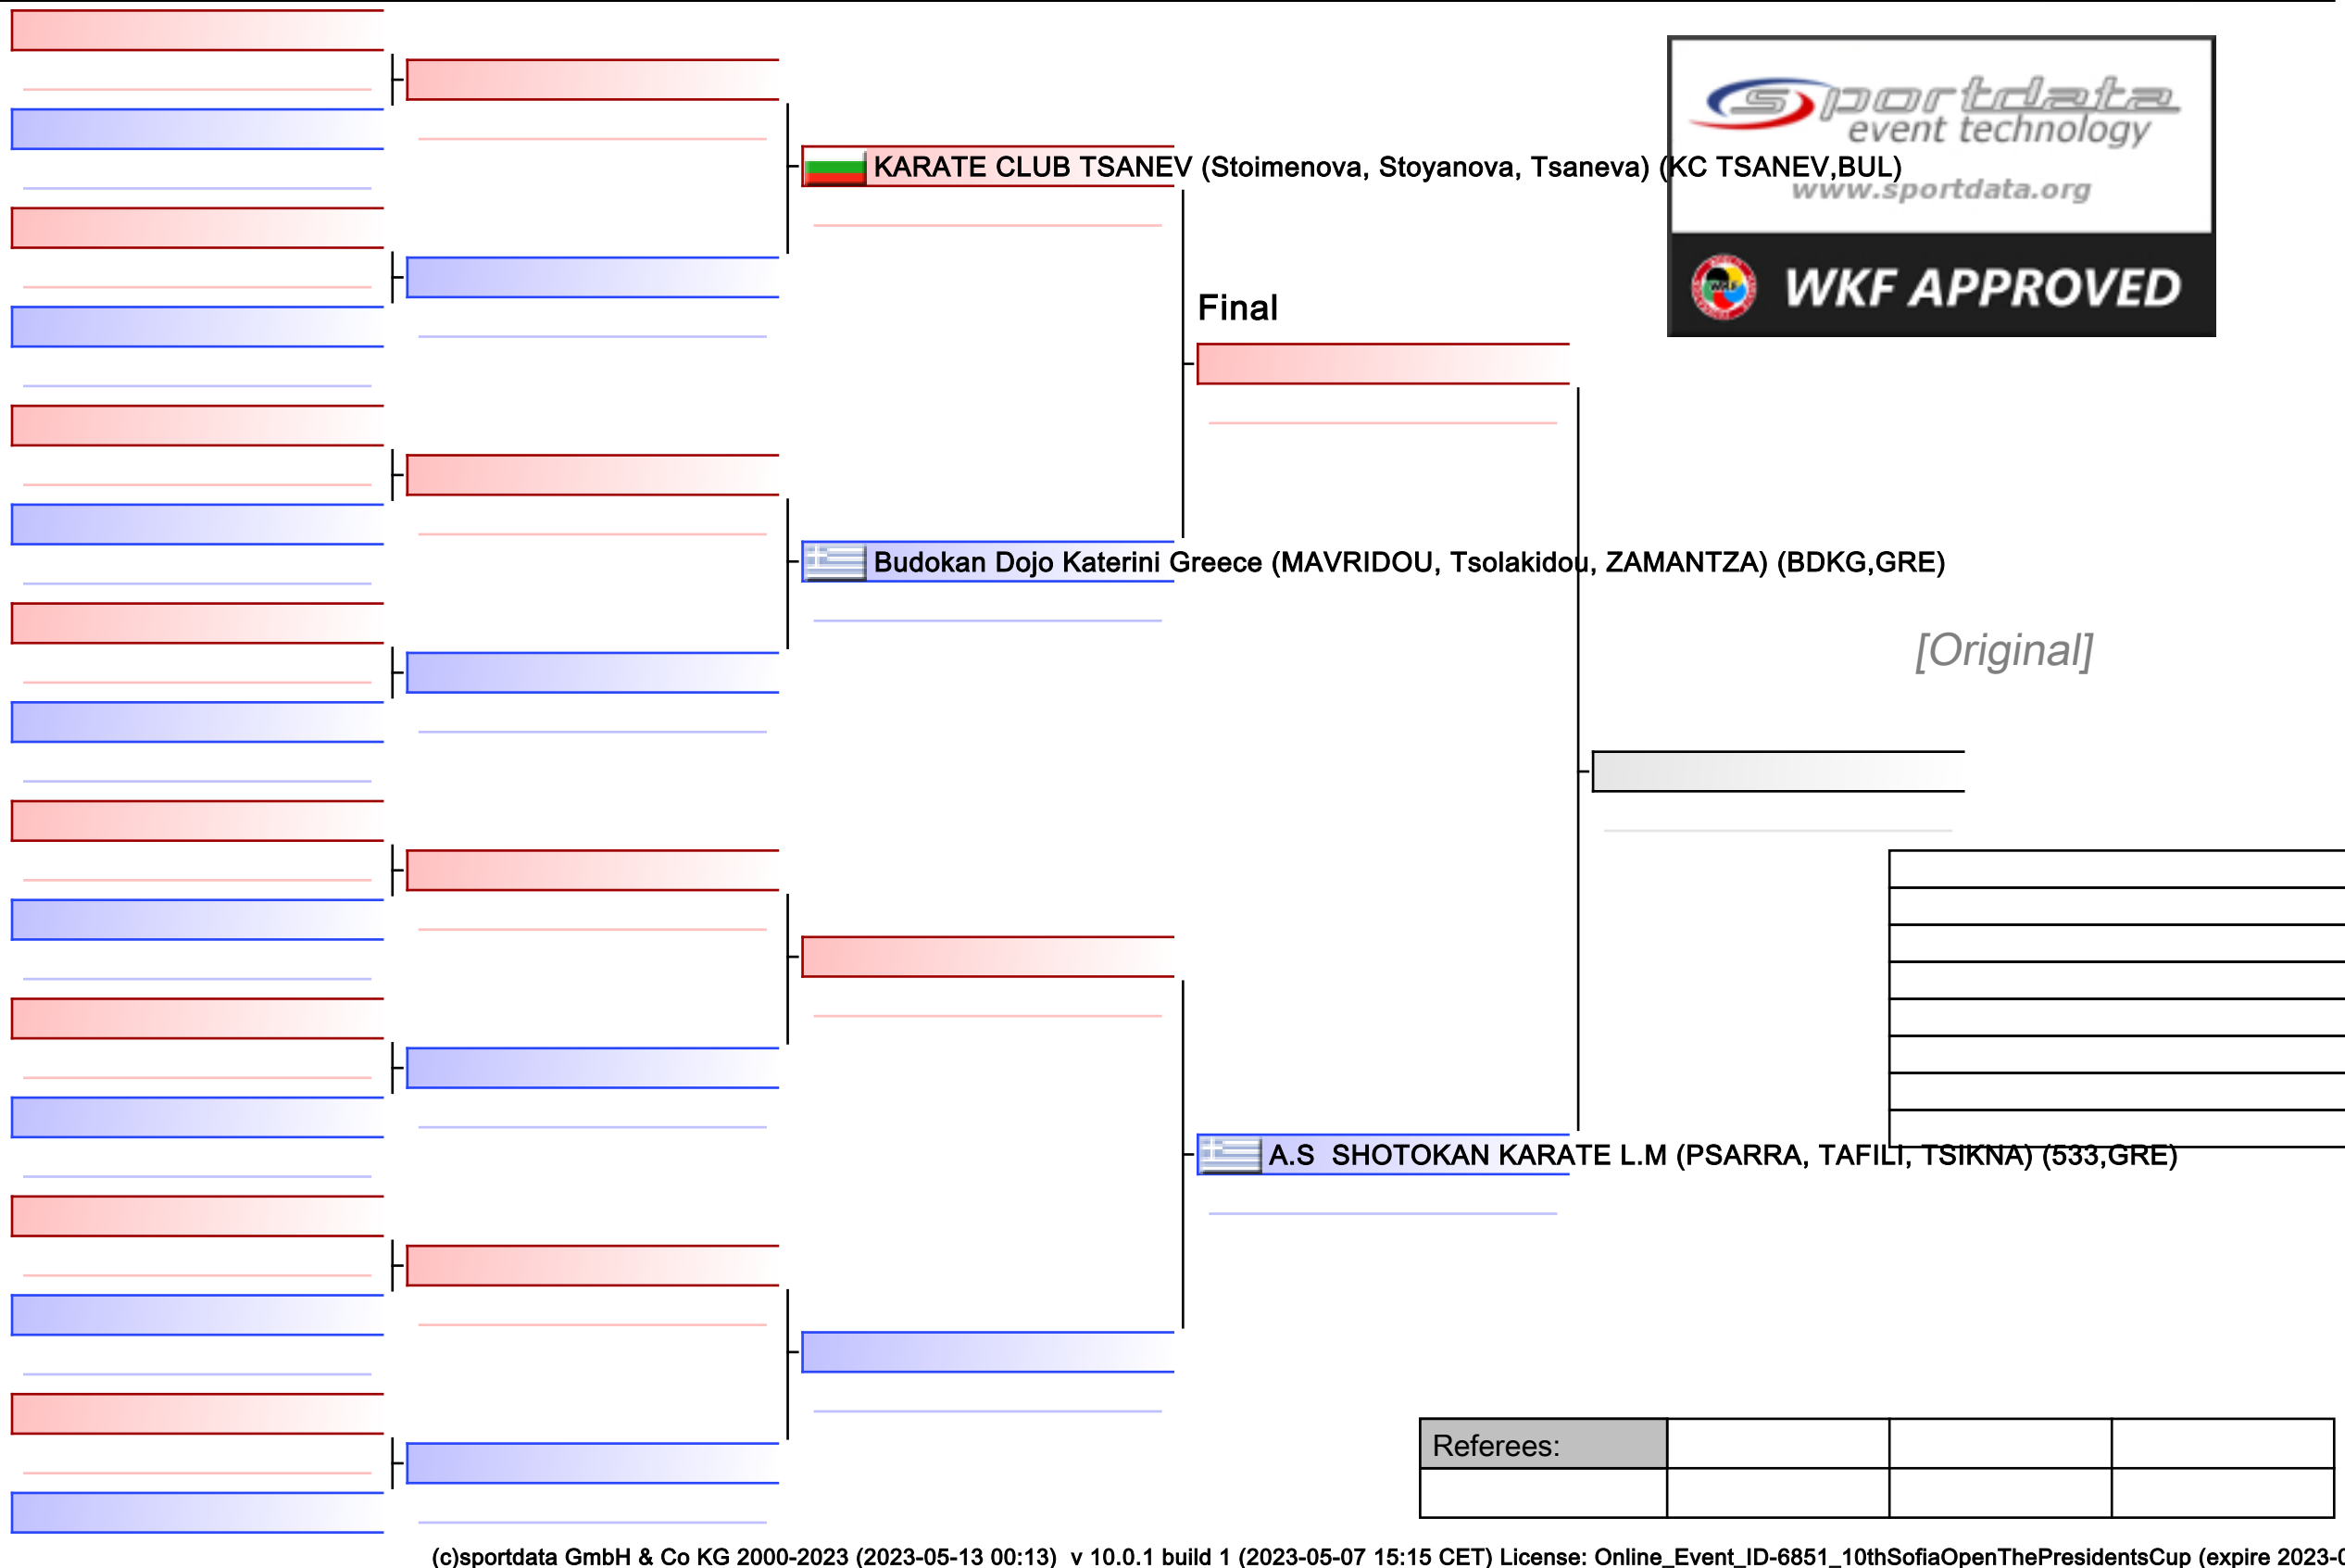 sportdata
event technology
KARATE CLUB TSANEV (Stoimenova, Stoyanova, Tsaneva) (KC TSANEV,BUL)
www.sportdata.org
WKF APPROVED
Final
Budokan Dojo Katerini Greece (MAVRIDOU, Tsolakidou, ZAMANTZA) (BDKG,GRE)
[Original]
A.S  SHOTOKAN KARATE L.M (PSARRA, TAFILI, TSIKNA) (533,GRE)
Referees:
(c)sportdata GmbH & Co KG 2000-2023 (2023-05-13 00:13)  v 10.0.1 build 1 (2023-05-07 15:15 CET) License: Online_Event_ID-6851_10thSofiaOpenThePresidentsCup (expire 2023-